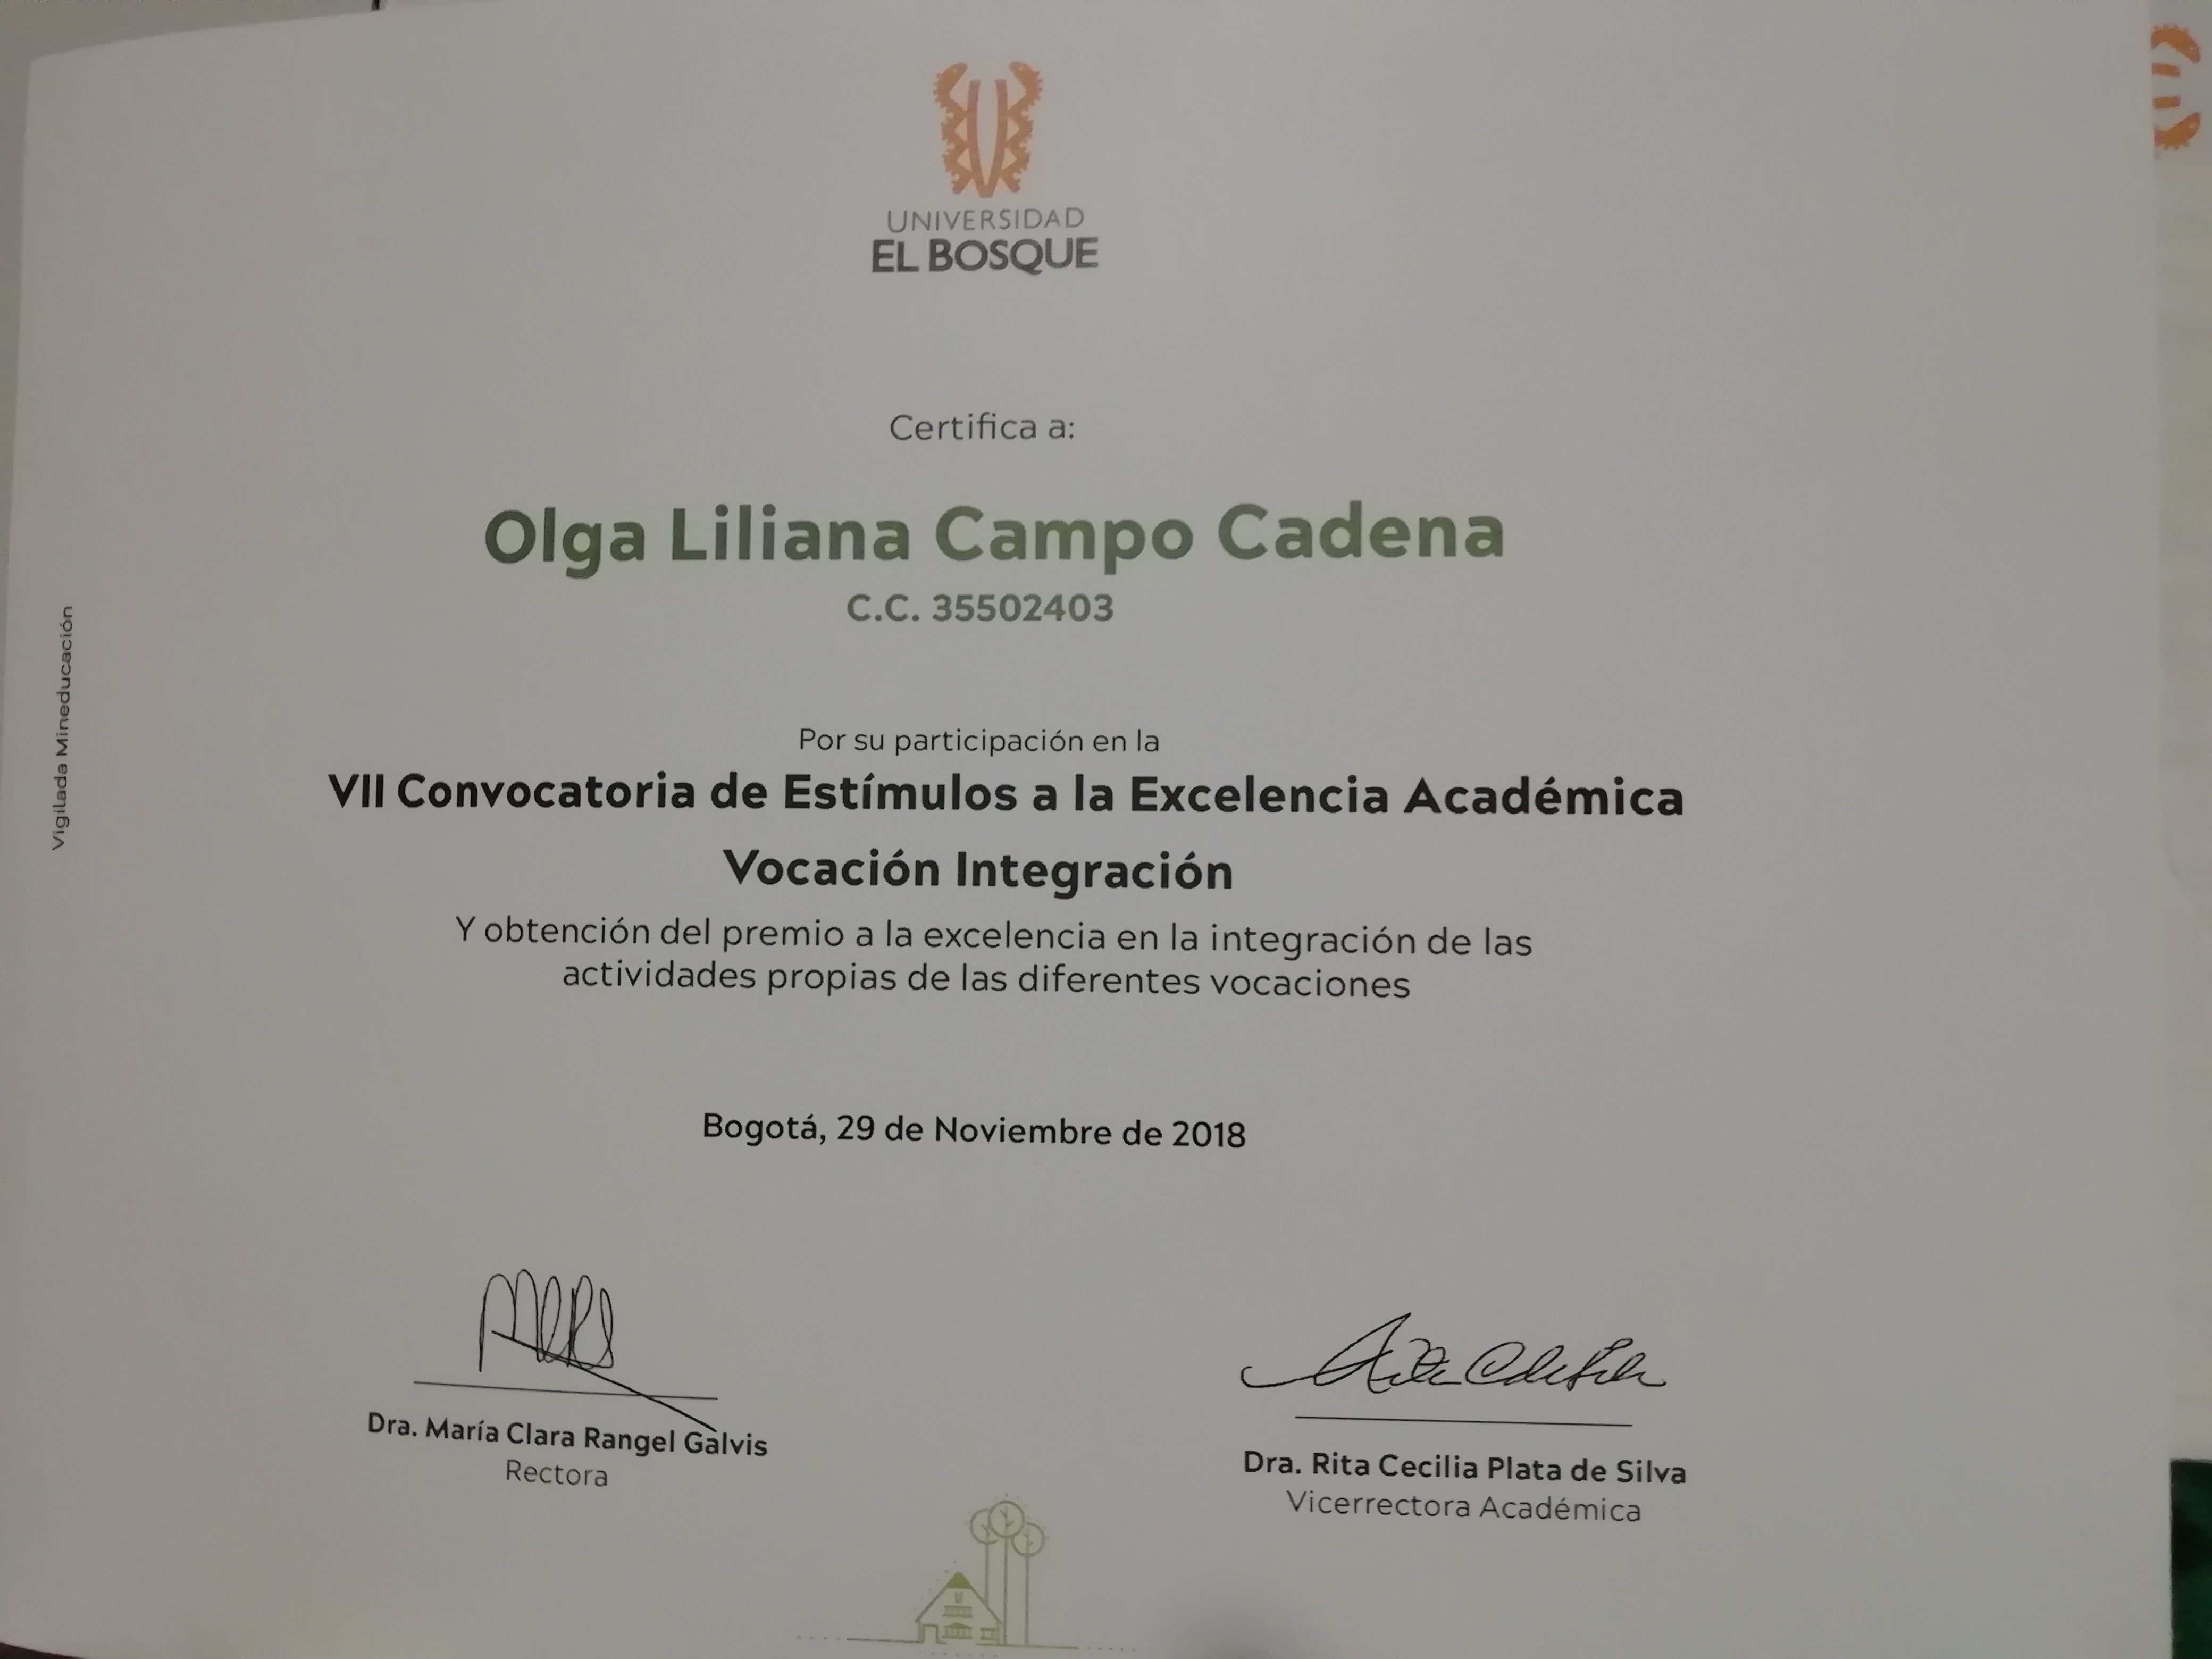 UNIVERSIDAD
EL BOSQUE
Certifica a:
Olga Liliana Campo Cadena
C.C. 35502403
Vigilada Mineducación
Por su participación en la
VII Convocatoria de Estímulos a la Excelencia Académica
Vocación Integración
Y obtención del premio a la excelencia en la integración de las
actividades propias de las diferentes vocaciones
Bogotá, 29 de Noviembre de 2018
Dra. María Clara Rangel Galvis
Rectora
Dra. Rita Cecilia Plata de Silva
Vicerrectora Académica